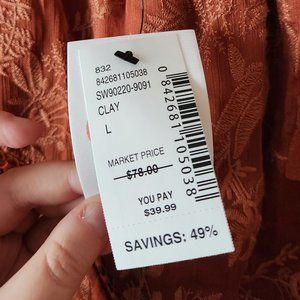 832
842681105038
SW90220-9091
CLAY
L
MARKET PRICE
$78.00
YOU PAY
$39.99
SAVINGS: 49%
0 842681 105038